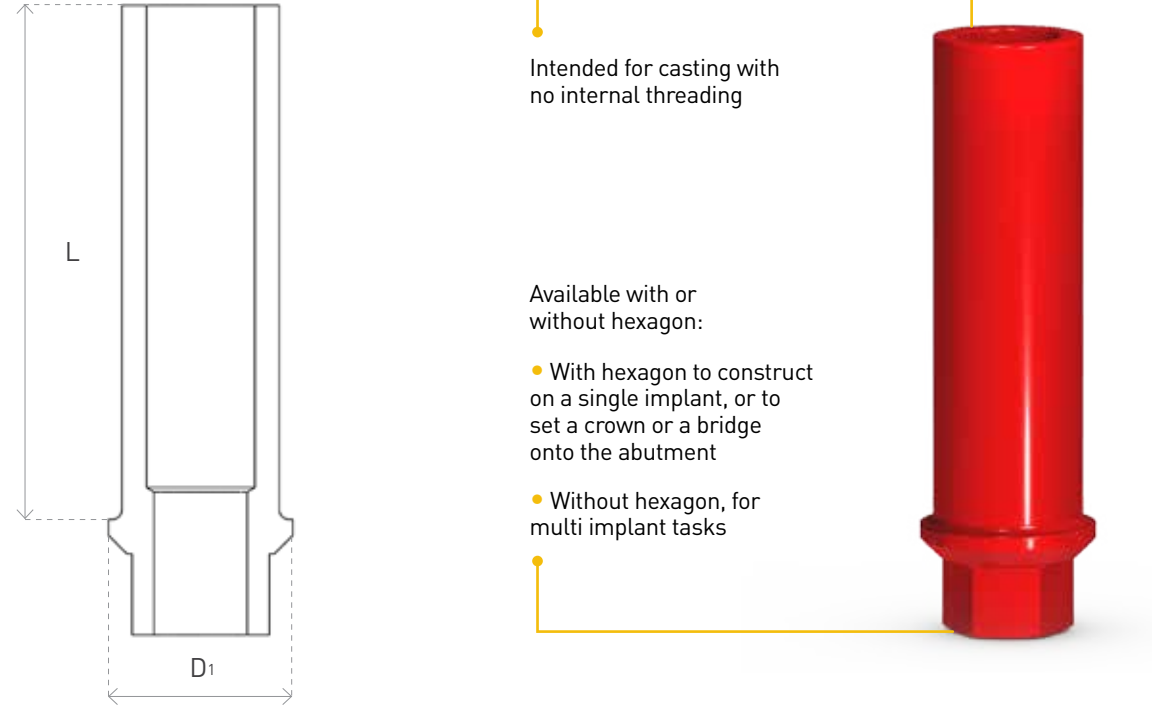 Intended for casting with
no internal threading
L
Available with or
without hexagon:
• With hexagon to construct
on a single implant, or to
set a crown or a bridge
onto the abutment
• Without hexagon, for
multi implant tasks
D1